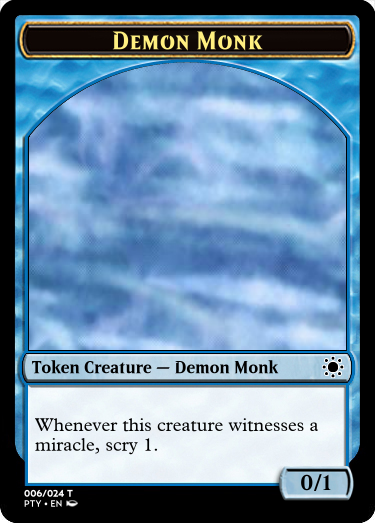 Demon Monk
Token Creature — Demon Monk
Whenever this creature witnesses a
miracle, scry 1.
006/024 T
PTY • EN
0/1